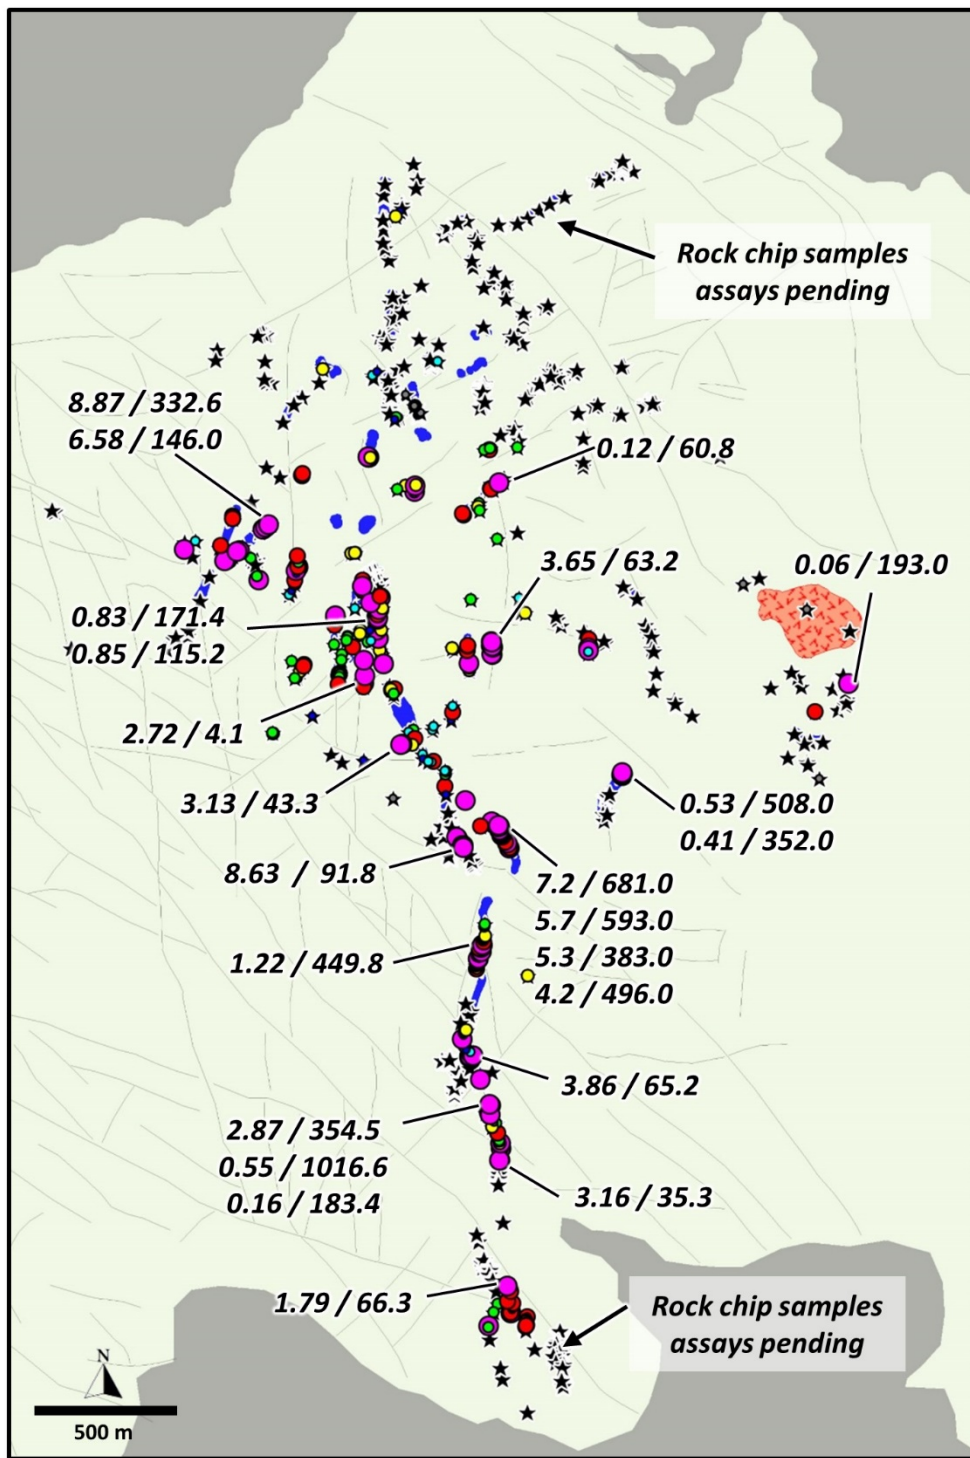 Rock chip samples
assays pending
8.87 / 332.6
6.58 / 146.0
0.12 / 60.8
3.65 / 63.2
0.06 / 193.0
0.83 / 171.4
0.85 / 115.2
2.72 / 4.1
3.13 / 43.3
0.53 / 508.0
0.41 / 352.0
8.63 / 91.8
7.2 / 681.0
5.7 / 593.0
5.3 / 383.0
4.2 / 496.0
1.22 / 449.8
3.86 / 65.2
2.87 / 354.5
0.55 / 1016.6
0.16 / 183.4
3.16 / 35.3
1.79 / 66.3
Rock chip samples
assays pending
N
500 m